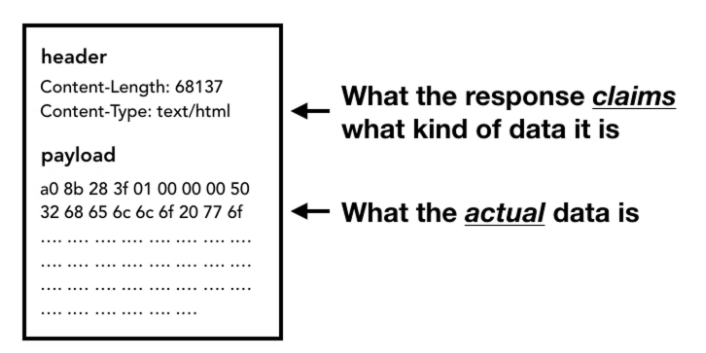 header
Content-Length: 68137
Content-Type: text/html
What the response claims
what kind of data it is
payload
a0 8b 28 3f 01 00 00 00 50
32 68 65 6c 6c 6f 20 77 6f
What the actual data is
.... .... .... .... .... .... .... ....
.... .... .... .... .... .... .... ....
.... .... .... .... .... .... .... ....
.... .... .... .... .... ....